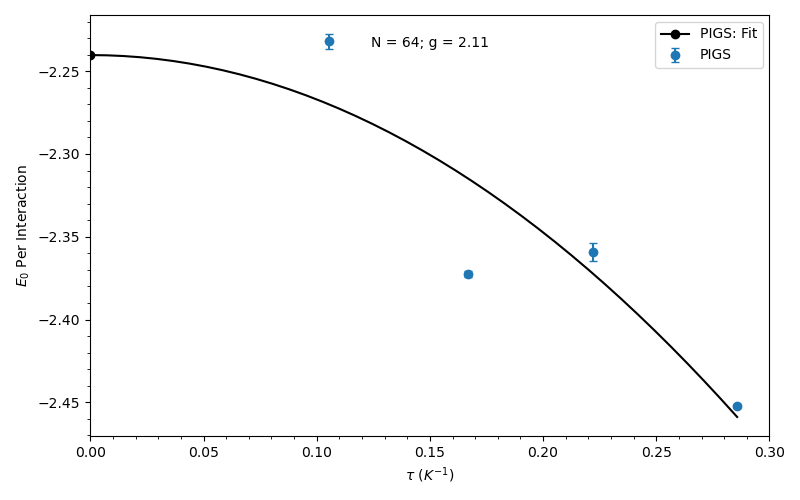 N = 64; g = 2.11
PIGS: Fit
PIGS
E₀ Per Interaction
−2.25
−2.30
−2.35
−2.40
−2.45
0.00 0.05 0.10 0.15 0.20 0.25 0.30
τ (K⁻¹)